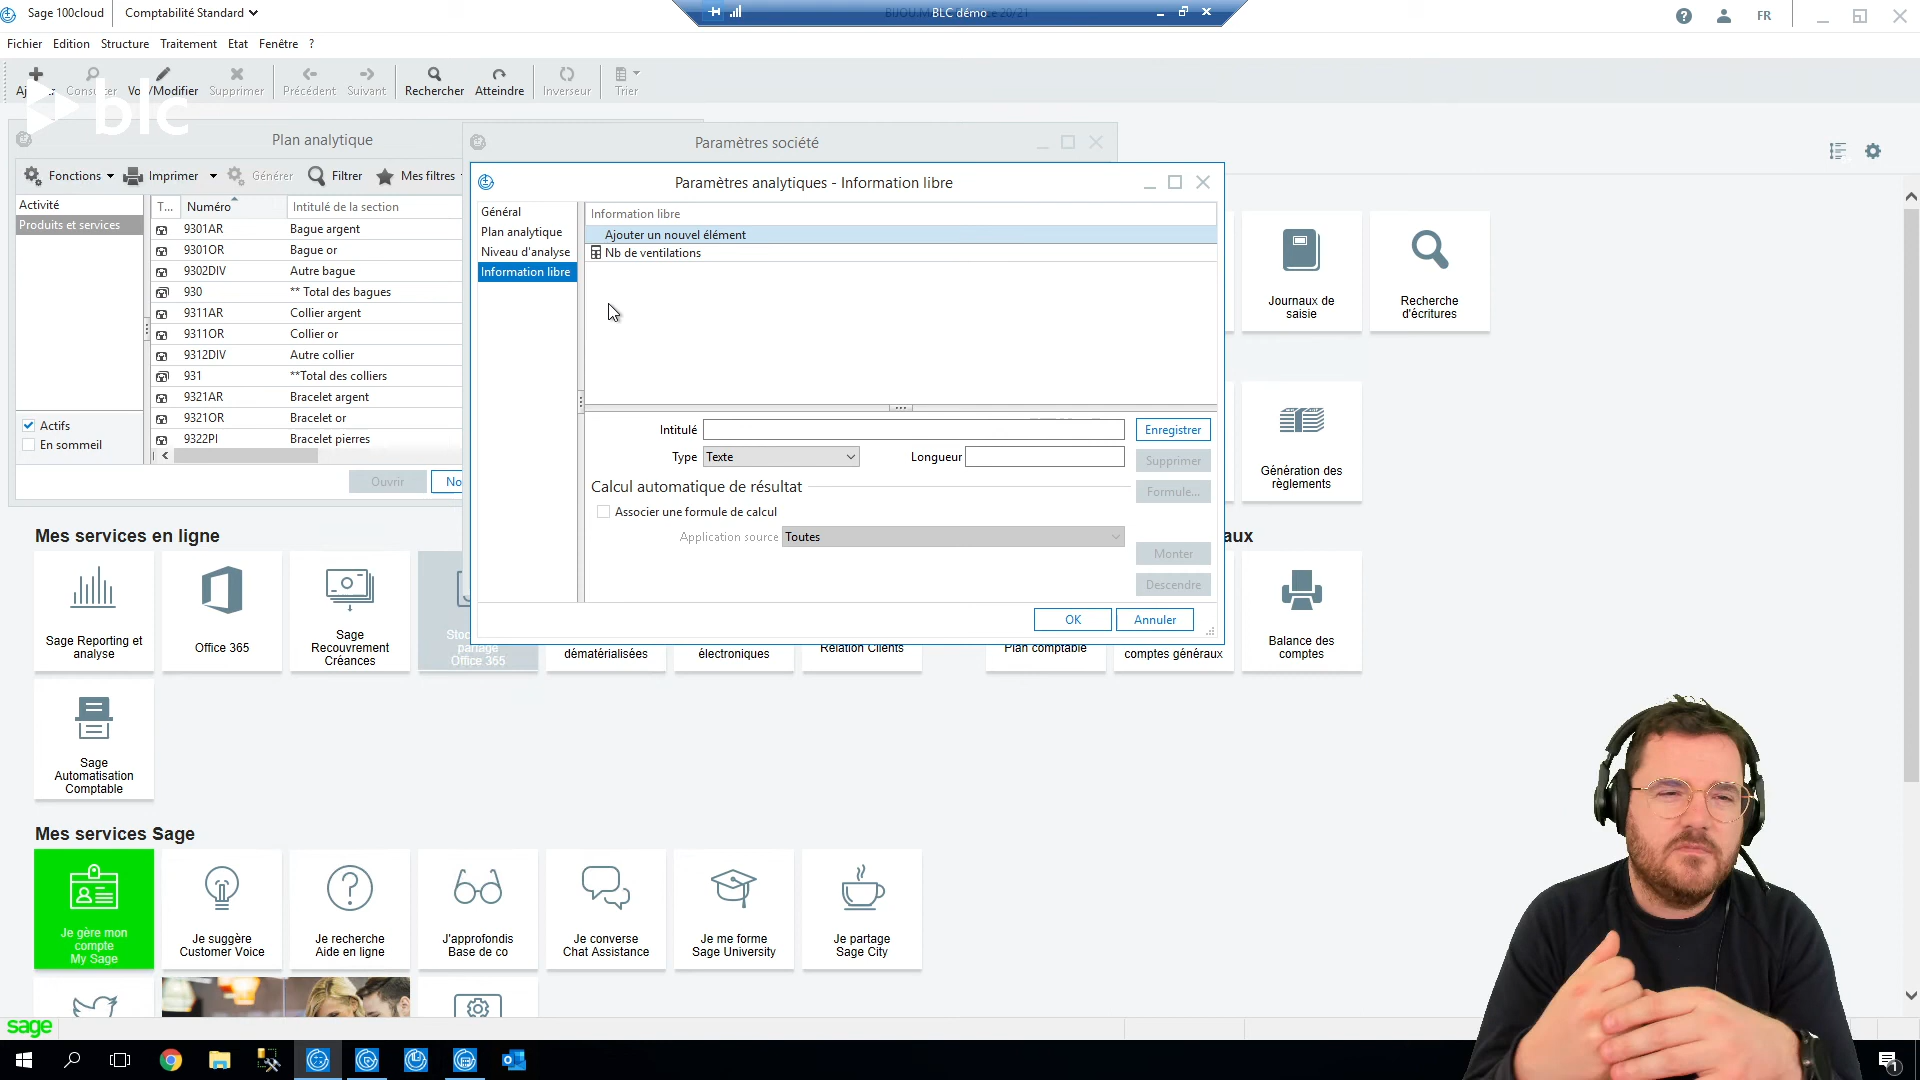 Sage 100cloud
Comptabilité Standard
BLC démo
FR
Fichier Edition Structure Traitement Etat Fenêtre ?
Consulter Voir/Modifier Supprimer Précédent Suivant Rechercher Atteindre Inverseur Trier
blc
Plan analytique
Fonctions Imprimer Générer Filtrer Mes filtres
Activité
Produits et services
Actifs
En sommeil
T... Numéro Intitulé de la section
9301AR Bague argent
9301OR Bague or
9302DIV Autre bague
930 ** Total des bagues
9311AR Collier argent
9311OR Collier or
9312DIV Autre collier
931 **Total des colliers
9321AR Bracelet argent
9321OR Bracelet or
9322PI Bracelet pierres
Ouvrir
No
Paramètres société
Paramètres analytiques - Information libre
Général
Plan analytique
Niveau d'analyse
Information libre
Information libre
Ajouter un nouvel élément
Nb de ventilations
Intitulé
Enregistrer
Type Texte
Longueur
Supprimer
Calcul automatique de résultat
Formule...
Associer une formule de calcul
Application source Toutes
Monter
Descendre
OK
Annuler
Journaux de
saisie
Recherche
d'écritures
Génération des
règlements
Mes services en ligne
aux
Sage Reporting et
analyse
Office 365
Sage
Recouvrement
Créances
partagé
Office 365
dématérialisées
électroniques
Relation Clients
Plan comptable
comptes généraux
Balance des
comptes
Sage
Automatisation
Comptable
Mes services Sage
Je gère mon
compte
My Sage
Je suggère
Customer Voice
Je recherche
Aide en ligne
J'approfondis
Base de co
Je converse
Chat Assistance
Je me forme
Sage University
Je partage
Sage City
sage
1